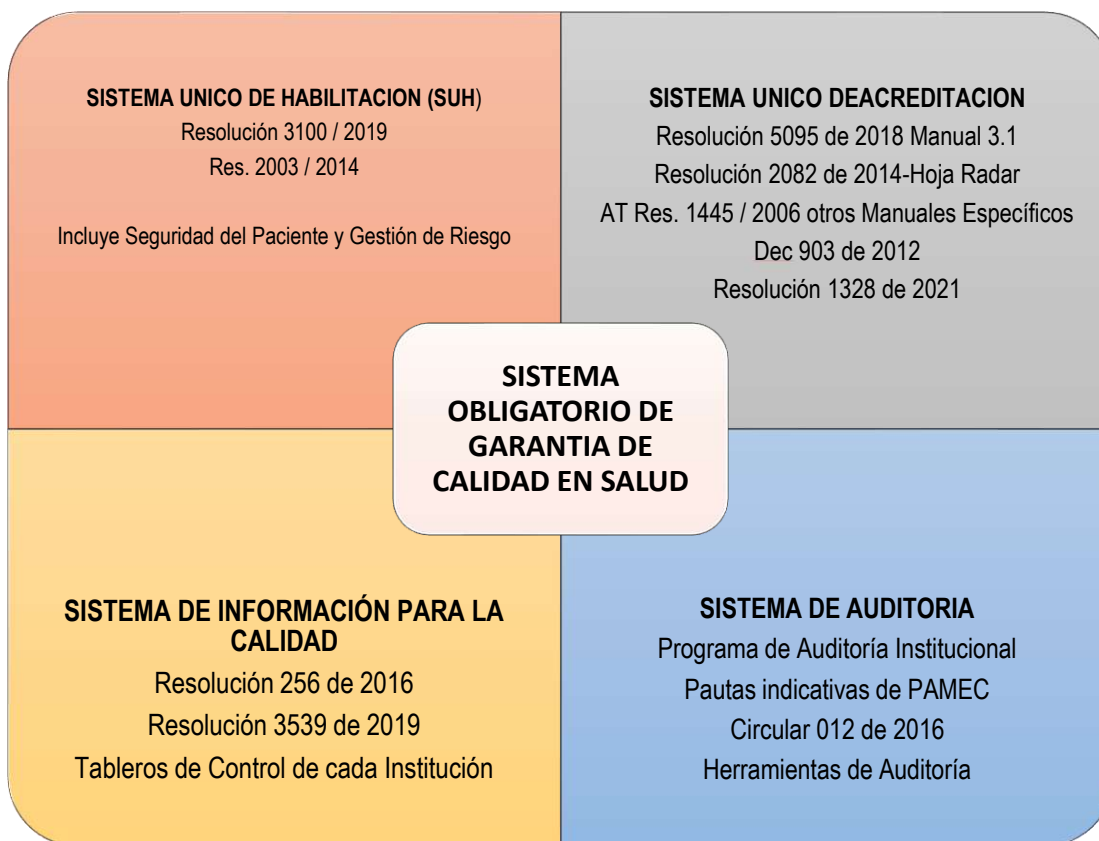 SISTEMA UNICO DE HABILITACION (SUH)
Resolución 3100 / 2019
Res. 2003 / 2014
Incluye Seguridad del Paciente y Gestión de Riesgo
SISTEMA UNICO DEACREDITACION
Resolución 5095 de 2018 Manual 3.1
Resolución 2082 de 2014-Hoja Radar
AT Res. 1445 / 2006 otros Manuales Específicos
Dec 903 de 2012
Resolución 1328 de 2021
SISTEMA
OBLIGATORIO DE
GARANTIA DE
CALIDAD EN SALUD
SISTEMA DE INFORMACIÓN PARA LA
CALIDAD
Resolución 256 de 2016
Resolución 3539 de 2019
Tableros de Control de cada Institución
SISTEMA DE AUDITORIA
Programa de Auditoría Institucional
Pautas indicativas de PAMEC
Circular 012 de 2016
Herramientas de Auditoría